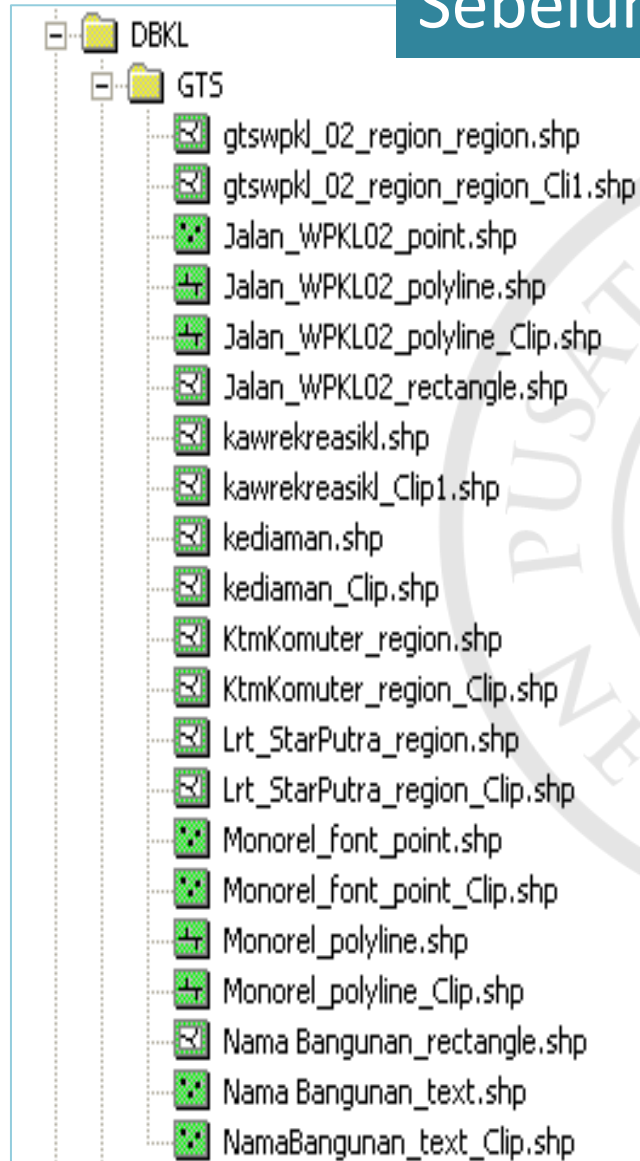 DBKL
GTS
gtswpkl_02_region_region.shp
gtswpkl_02_region_region_Cli1.shp
Jalan_WPKL02_point.shp
Jalan_WPKL02_polyline.shp
Jalan_WPKL02_polyline_Clip.shp
Jalan_WPKL02_rectangle.shp
kawrekreasikl.shp
kawrekreasikl_Clip1.shp
kediaman.shp
kediaman_Clip.shp
KtmKomuter_region.shp
KtmKomuter_region_Clip.shp
Lrt_StarPutra_region.shp
Lrt_StarPutra_region_Clip.shp
Monorel_font_point.shp
Monorel_font_point_Clip.shp
Monorel_polyline.shp
Monorel_polyline_Clip.shp
Nama Bangunan_rectangle.shp
Nama Bangunan_text.shp
NamaBangunan_text_Clip.shp
PUSAT